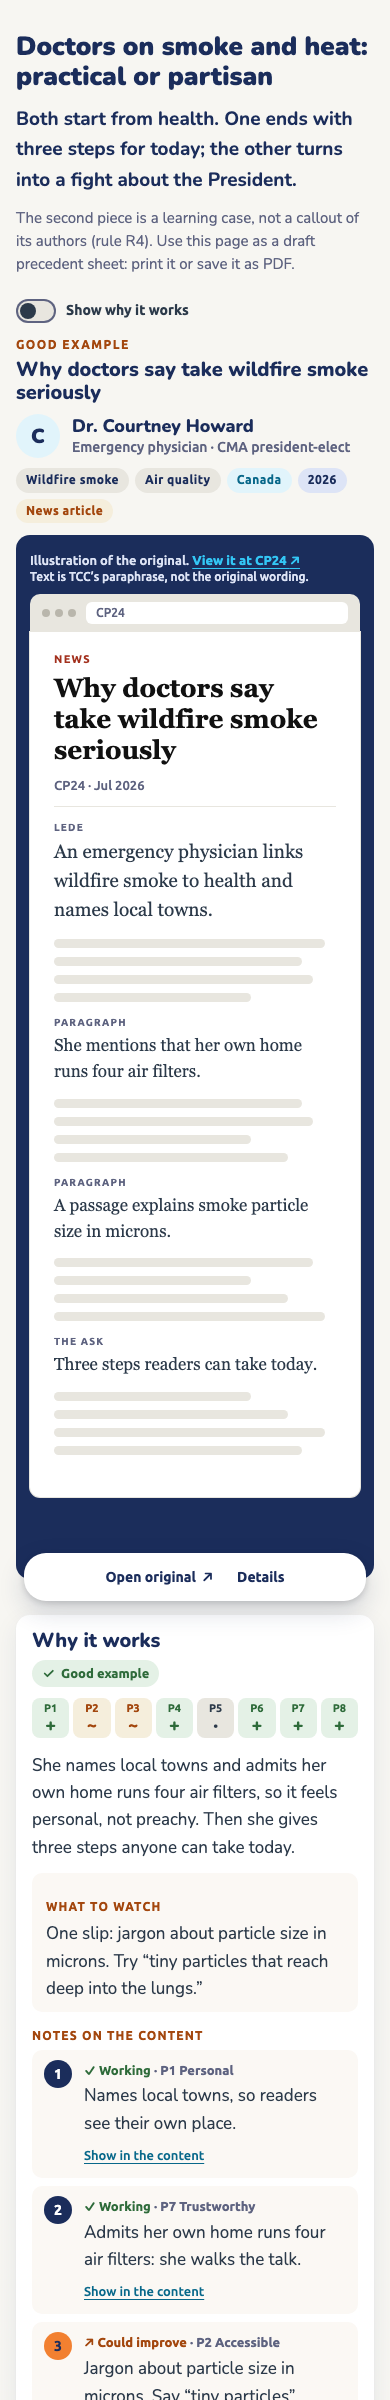 Doctors on smoke and heat:
practical or partisan
Both start from health. One ends with
three steps for today; the other turns
into a fight about the President.
The second piece is a learning case, not a callout of
its authors (rule R4). Use this page as a draft
precedent sheet: print it or save it as PDF.
Show why it works
GOOD EXAMPLE
Why doctors say take wildfire smoke
seriously
C
Dr. Courtney Howard
Emergency physician · CMA president-elect
Wildfire smoke Air quality Canada 2026
News article
Illustration of the original. View it at CP24 ↗
Text is TCC's paraphrase, not the original wording.
CP24
NEWS
Why doctors say
take wildfire smoke
seriously
CP24 · Jul 2026
LEDE
An emergency physician links
wildfire smoke to health and
names local towns.
PARAGRAPH
She mentions that her own home
runs four air filters.
PARAGRAPH
A passage explains smoke particle
size in microns.
THE ASK
Three steps readers can take today.
Open original ↗ Details
Why it works
✓ Good example
P1 P2 P3 P4 P5 P6 P7 P8
+ ~ ~ + · + + +
She names local towns and admits her
own home runs four air filters, so it feels
personal, not preachy. Then she gives
three steps anyone can take today.
WHAT TO WATCH
One slip: jargon about particle size in
microns. Try “tiny particles that reach
deep into the lungs.”
NOTES ON THE CONTENT
1
✓ Working · P1 Personal
Names local towns, so readers
see their own place.
Show in the content
2
✓ Working · P7 Trustworthy
Admits her own home runs four
air filters: she walks the talk.
Show in the content
3
↗ Could improve · P2 Accessible
Jargon about particle size in
microns. Say “tiny particles”